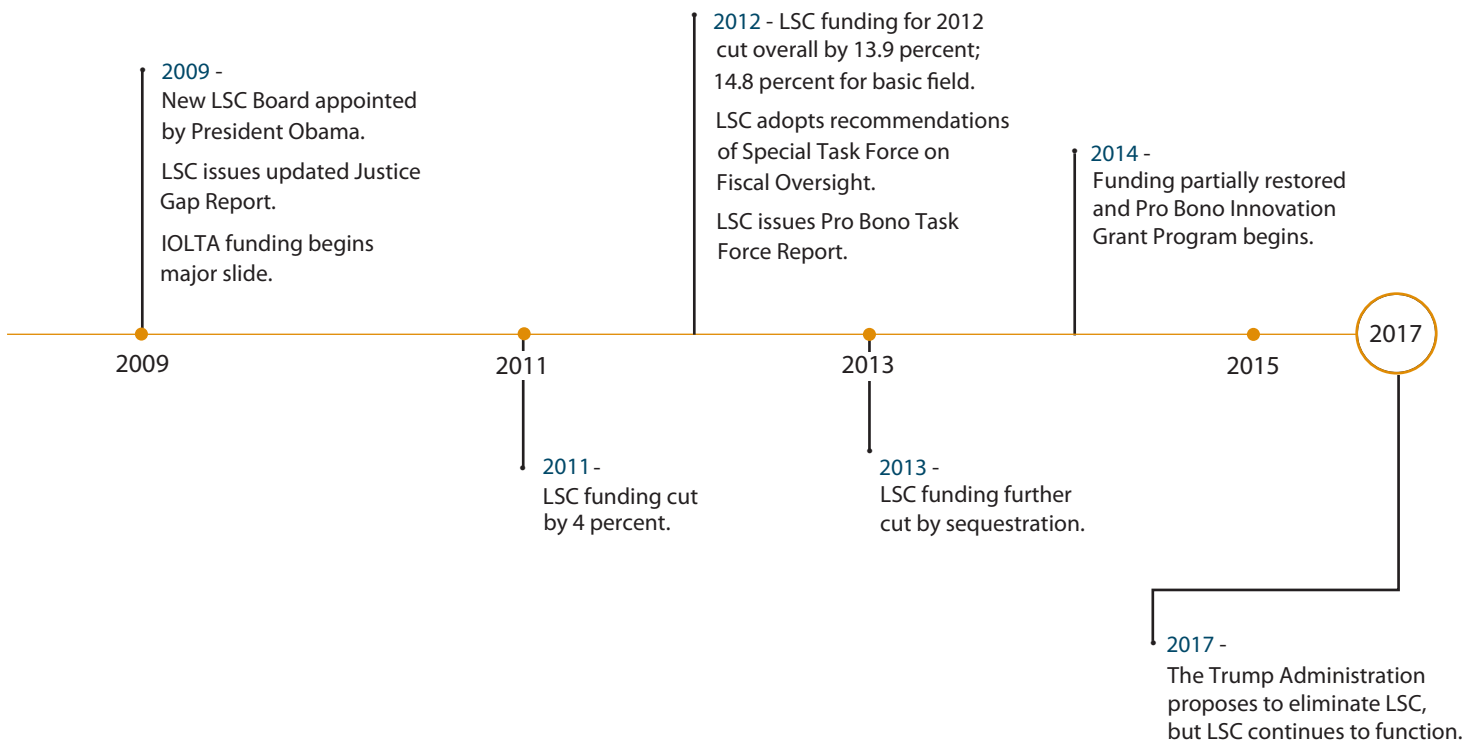 2009 -
New LSC Board appointed
by President Obama.
LSC issues updated Justice
Gap Report.
IOLTA funding begins
major slide.
2012 - LSC funding for 2012
cut overall by 13.9 percent;
14.8 percent for basic field.
LSC adopts recommendations
of Special Task Force on
Fiscal Oversight.
LSC issues Pro Bono Task
Force Report.
2014 -
Funding partially restored
and Pro Bono Innovation
Grant Program begins.
2009
2011
2013
2015
2017
2011 -
LSC funding cut
by 4 percent.
2013 -
LSC funding further
cut by sequestration.
2017 -
The Trump Administration
proposes to eliminate LSC,
but LSC continues to function.